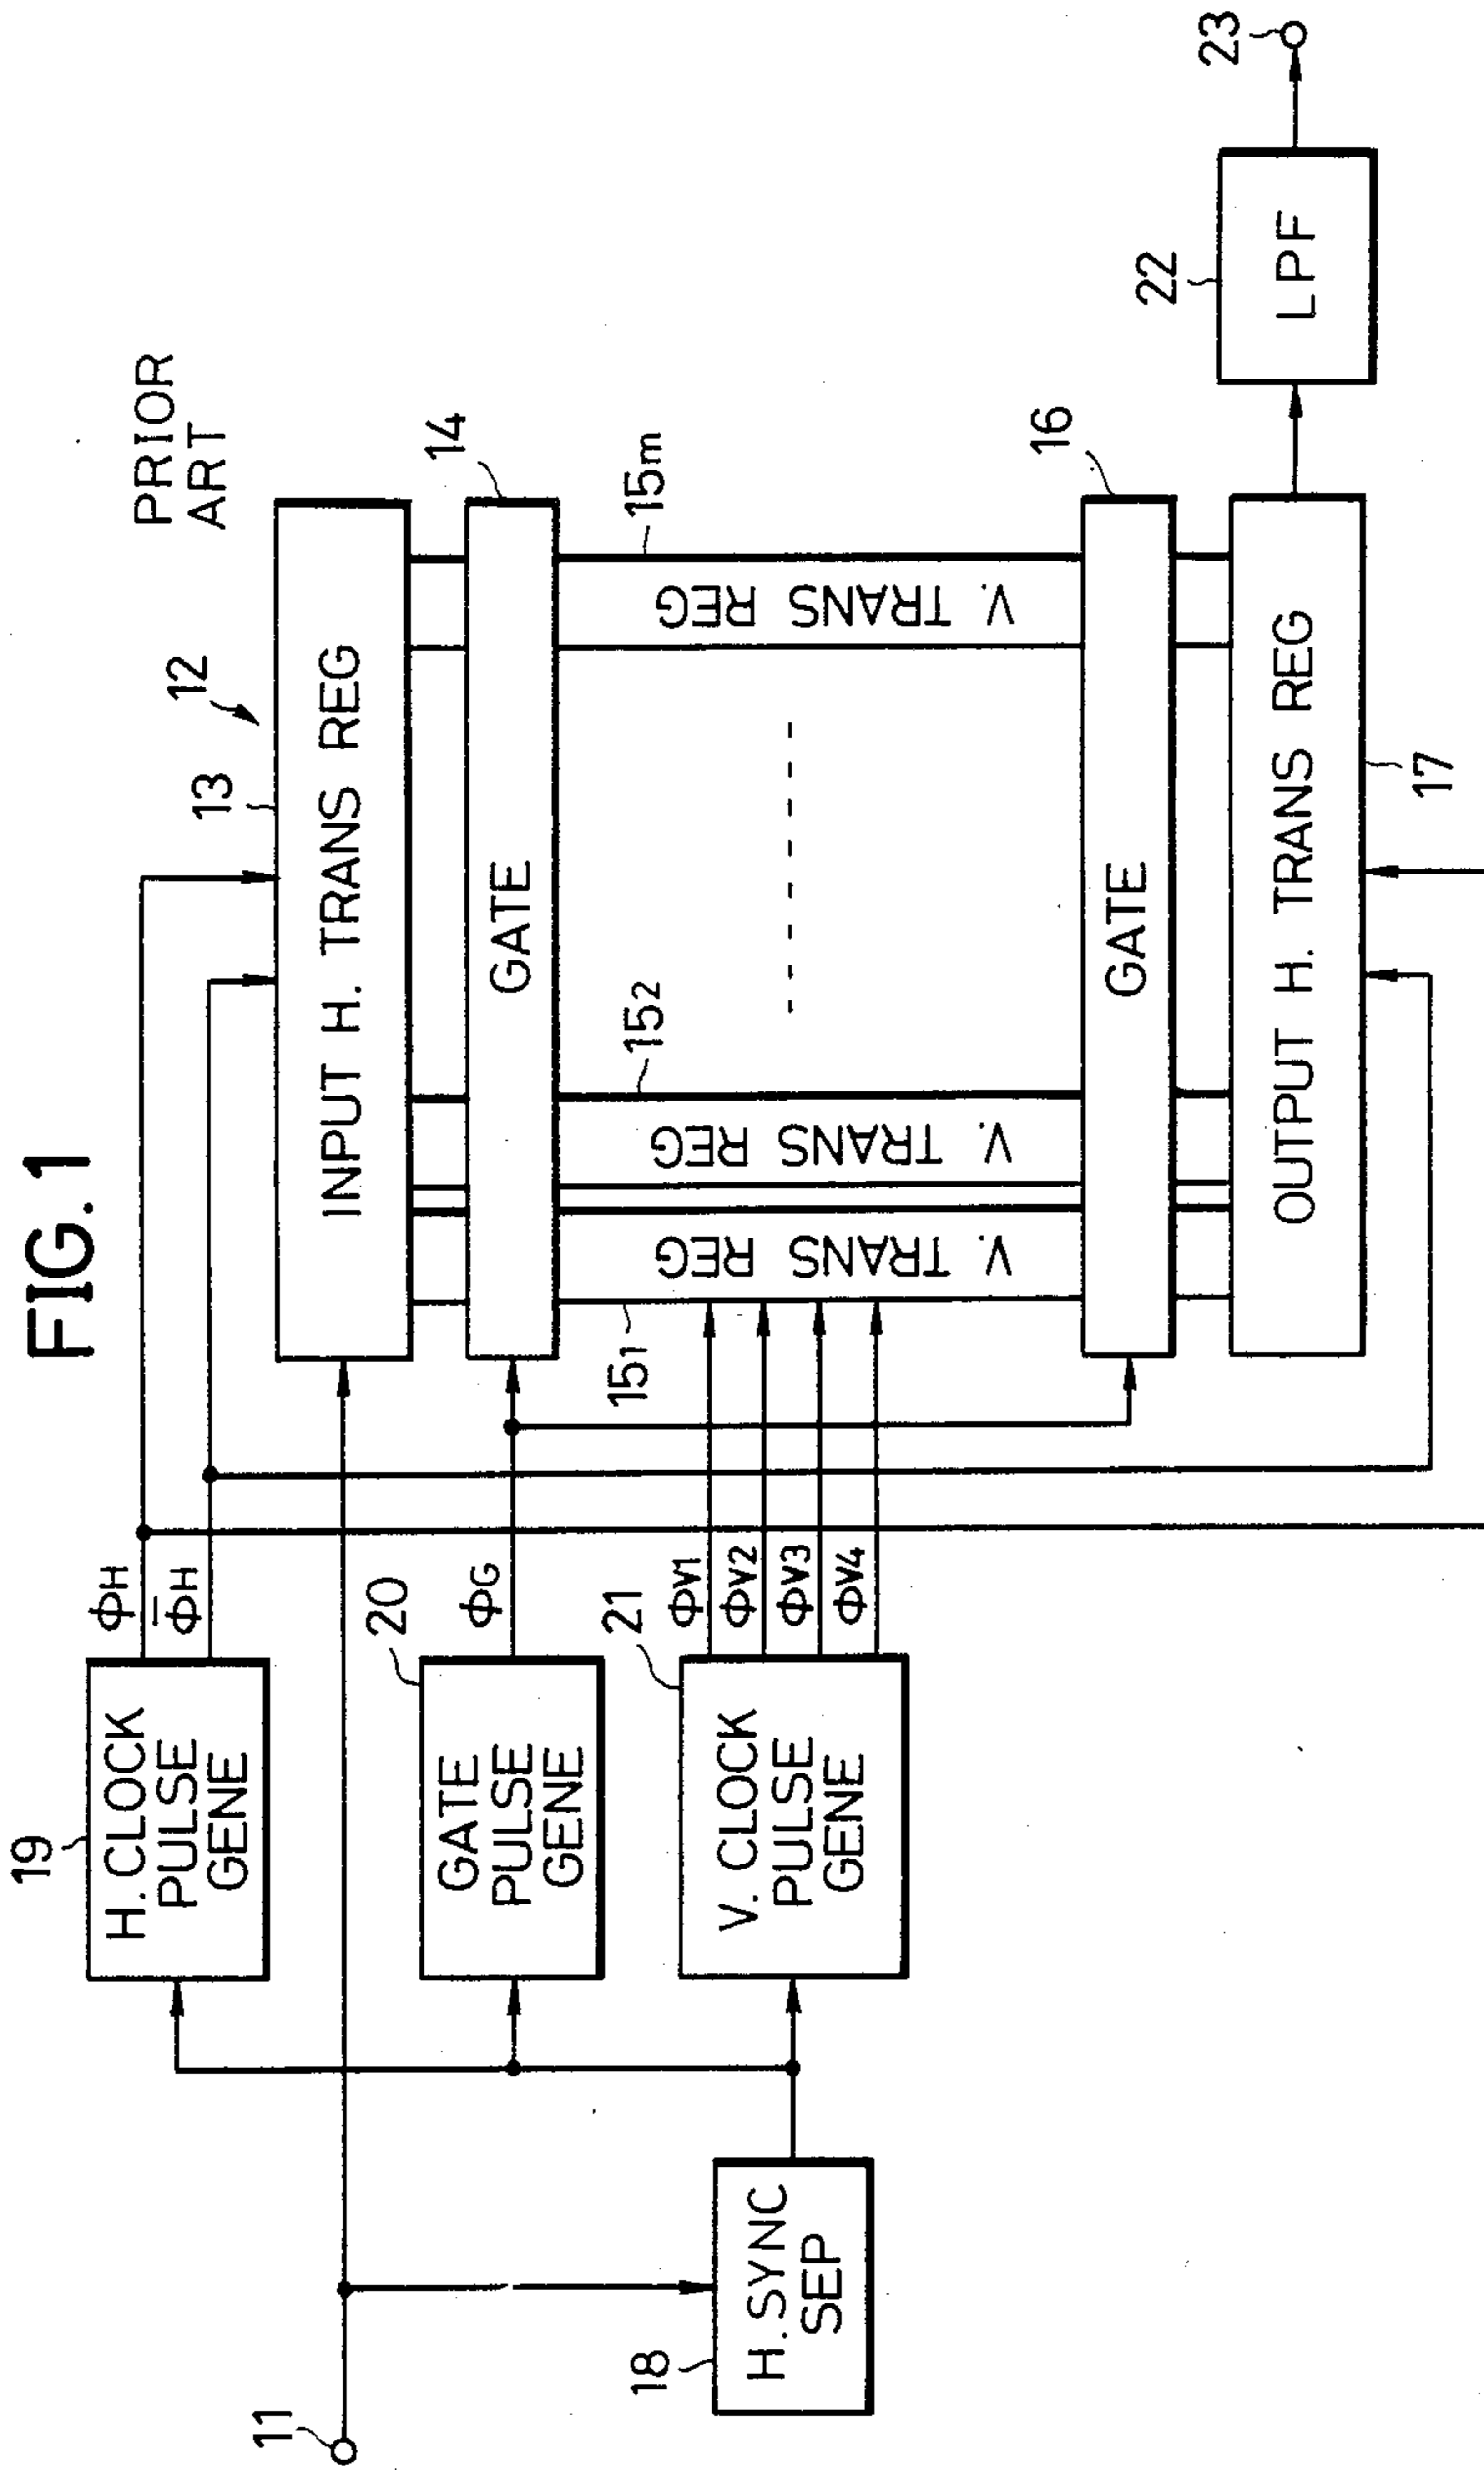 FIG. 1
PRIOR
ART
11
18
H. SYNC
SEP
19
H. CLOCK
PULSE
GENE
ΦH
Φ̅H
20
GATE
PULSE
GENE
ΦG
21
V. CLOCK
PULSE
GENE
ΦV1
ΦV2
ΦV3
ΦV4
12
13
INPUT H. TRANS REG
14
GATE
15₁
V. TRANS REG
15₂
V. TRANS REG
15m
V. TRANS REG
16
GATE
OUTPUT H. TRANS REG
17
22
LPF
23